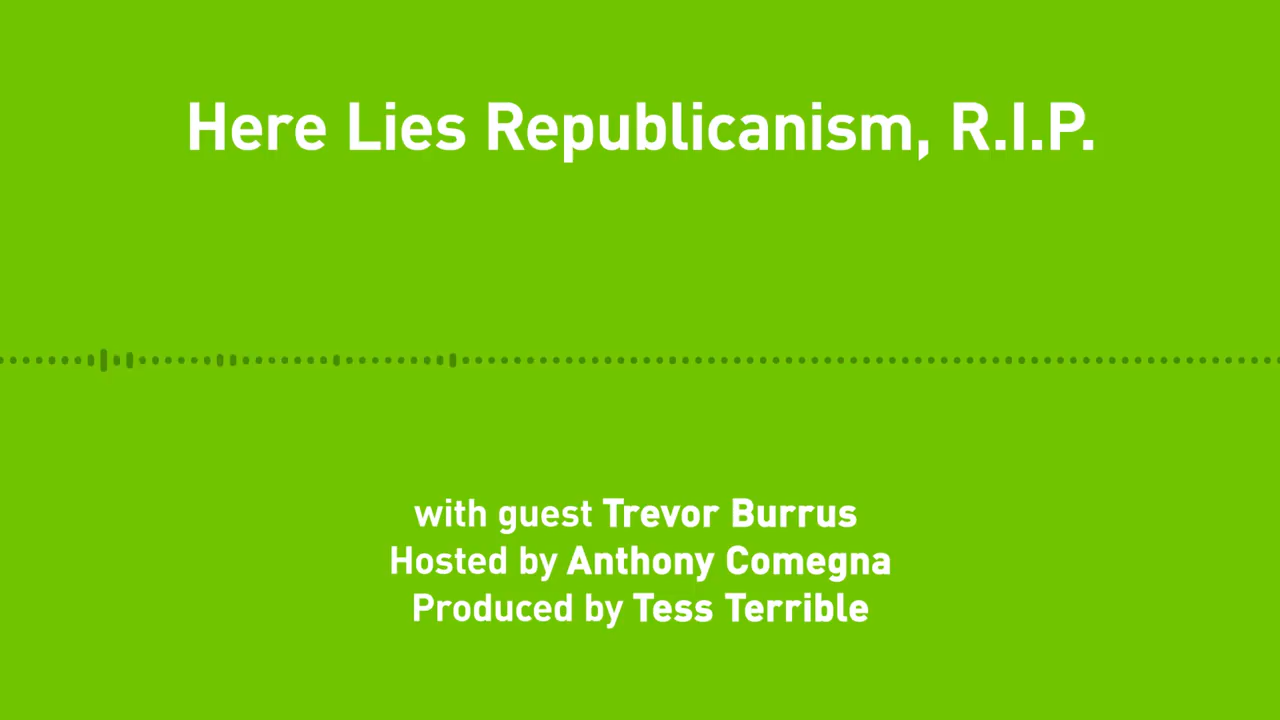 Here Lies Republicanism, R.I.P.
with guest Trevor Burrus
Hosted by Anthony Comegna
Produced by Tess Terrible